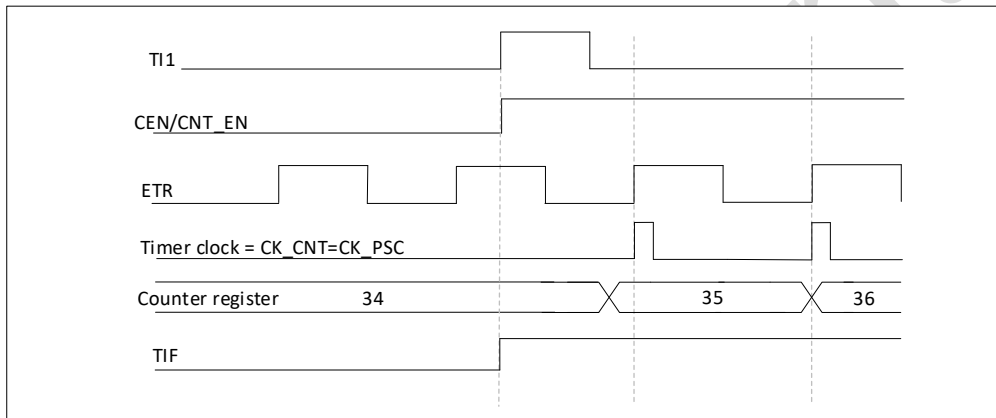 TI1
CEN/CNT_EN
ETR
Timer clock = CK_CNT=CK_PSC
Counter register 34 35 36
TIF